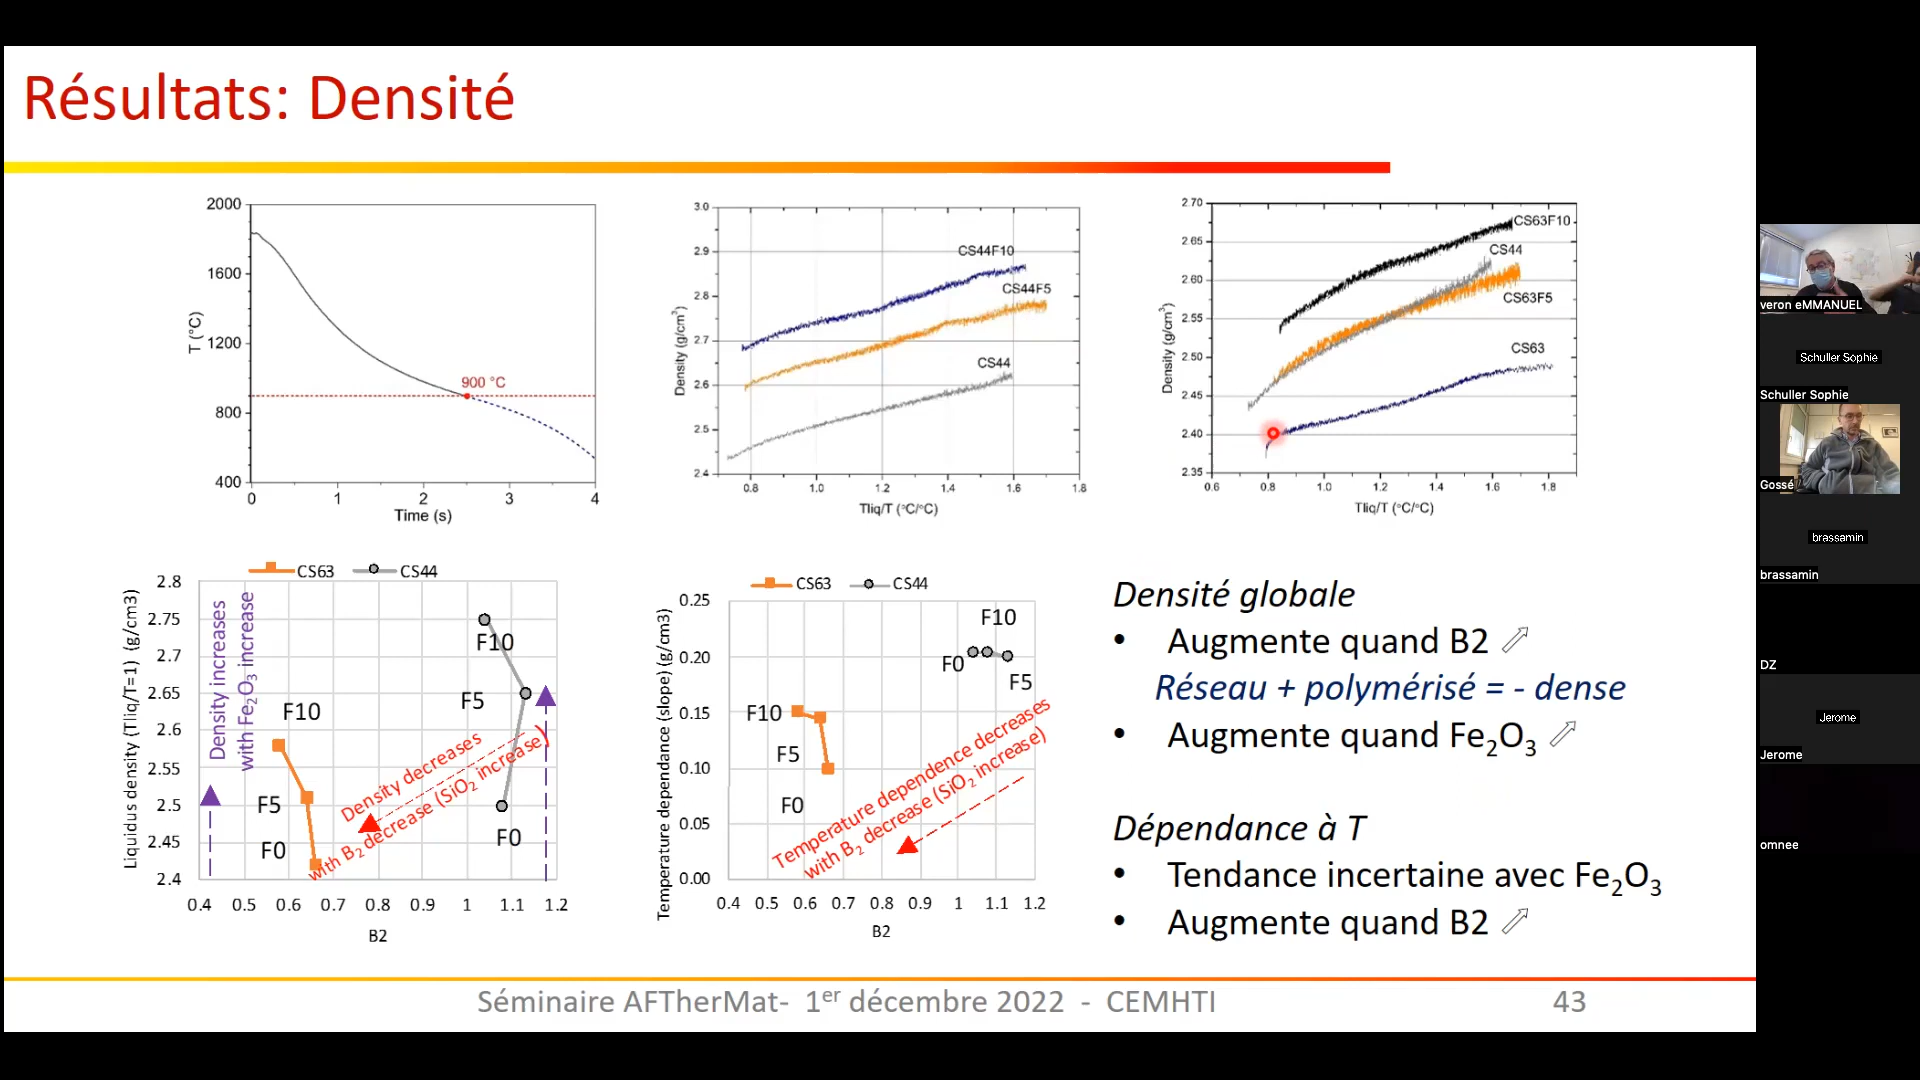 Résultats: Densité
2000
1600
1200
800
400
T (°C)
900 °C
0 1 2 3 4
Time (s)
3.0
2.9
2.8
2.7
2.6
2.5
2.4
Density (g/cm³)
CS44F10
CS44F5
CS44
0.8 1.0 1.2 1.4 1.6 1.8
Tliq/T (°C/°C)
2.70
2.65
2.60
2.55
2.50
2.45
2.40
2.35
Density (g/cm³)
CS63F10
CS44
CS63F5
CS63
0.6 0.8 1.0 1.2 1.4 1.6 1.8
Tliq/T (°C/°C)
CS63 CS44
2.8
2.75
2.7
2.65
2.6
2.55
2.5
2.45
2.4
Liquidus density (Tliq/T=1) (g/cm3)
Density increases
with Fe₂O₃ increase
F10
F5
F0
F10
F5
F0
Density decreases
with B₂ decrease (SiO₂ increase)
0.4 0.5 0.6 0.7 0.8 0.9 1 1.1 1.2
B2
CS63 CS44
0.25
0.20
0.15
0.10
0.05
0.00
Temperature dependance (slope) (g/cm3)
F10
F0
F5
F10
F5
F0
Temperature dependence decreases
with B₂ decrease (SiO₂ increase)
0.4 0.5 0.6 0.7 0.8 0.9 1 1.1 1.2
B2
Densité globale
• Augmente quand B2
Réseau + polymérisé = - dense
• Augmente quand Fe₂O₃
Dépendance à T
• Tendance incertaine avec Fe₂O₃
• Augmente quand B2
Séminaire AFTherMat- 1er décembre 2022 - CEMHTI
43
veron eMMANUEL
Schuller Sophie
Schuller Sophie
Gossé
brassamin
brassamin
DZ
Jerome
Jerome
omnee